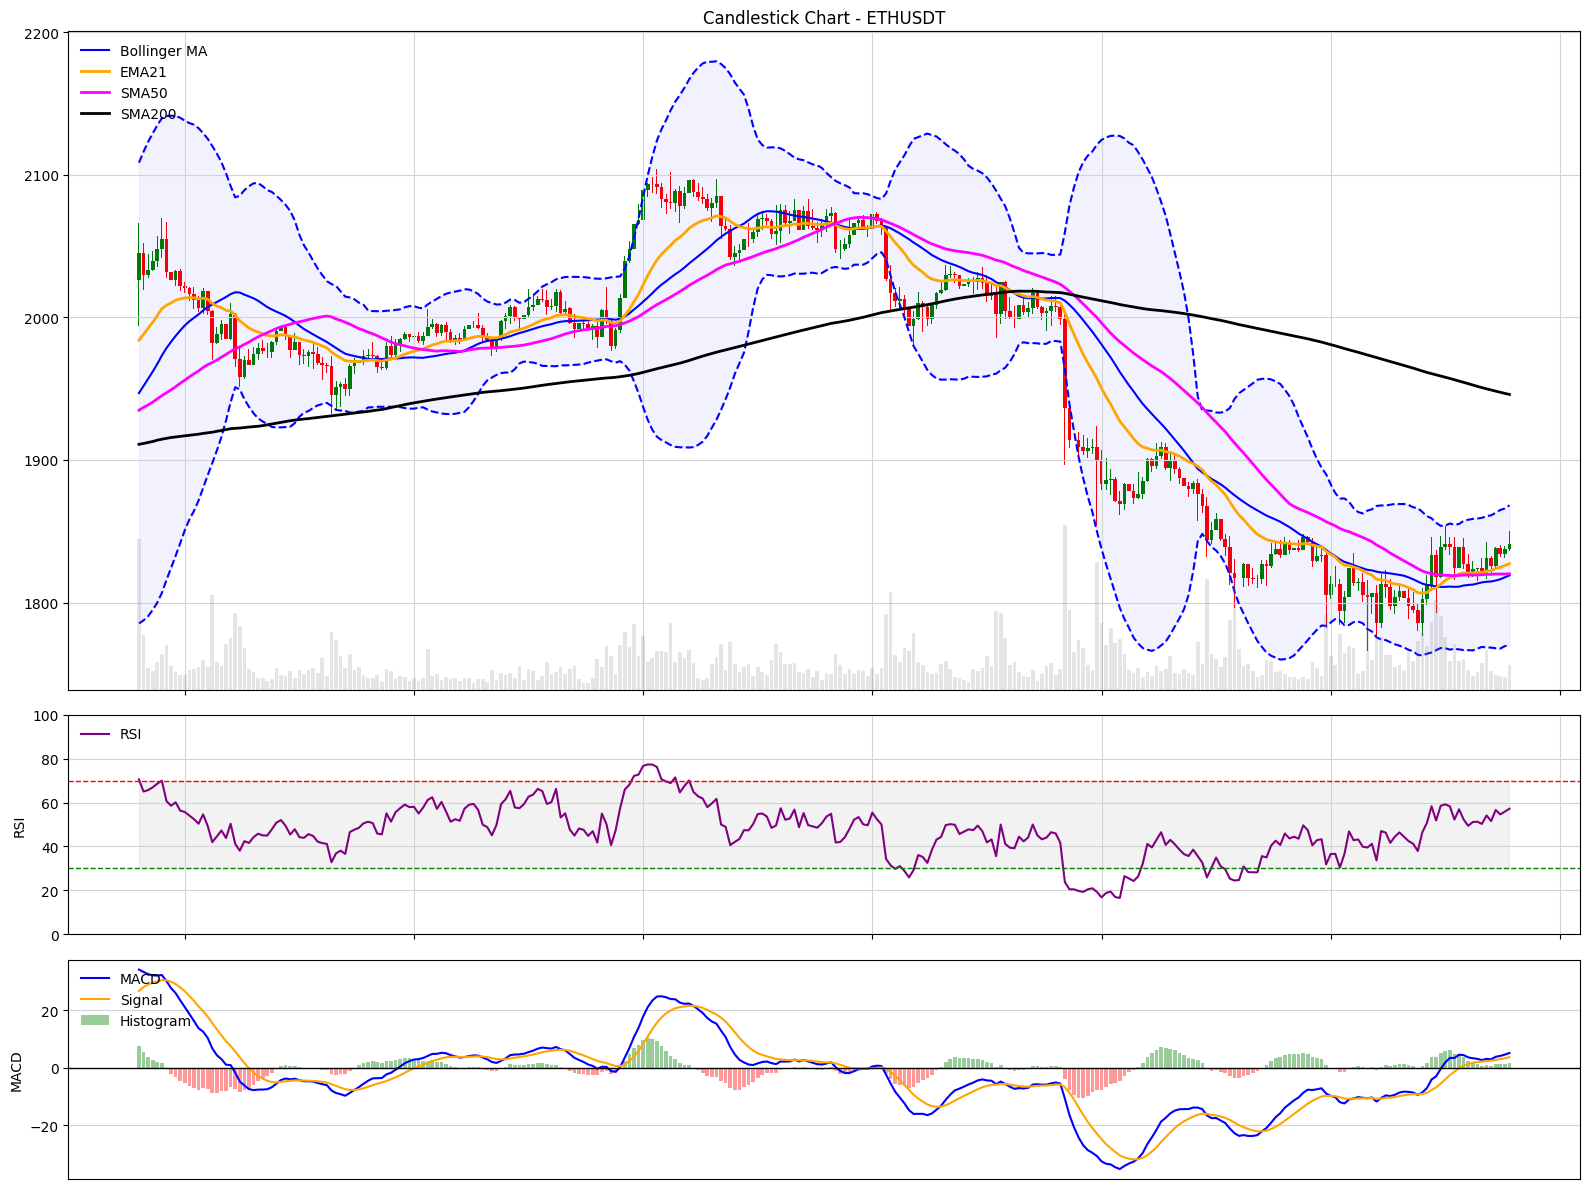 Candlestick Chart - ETHUSDT
Bollinger MA
EMA21
SMA50
SMA200
2200
2100
2000
1900
1800
RSI
100
80
60
40
20
0
RSI
MACD
Signal
Histogram
20
0
−20
MACD